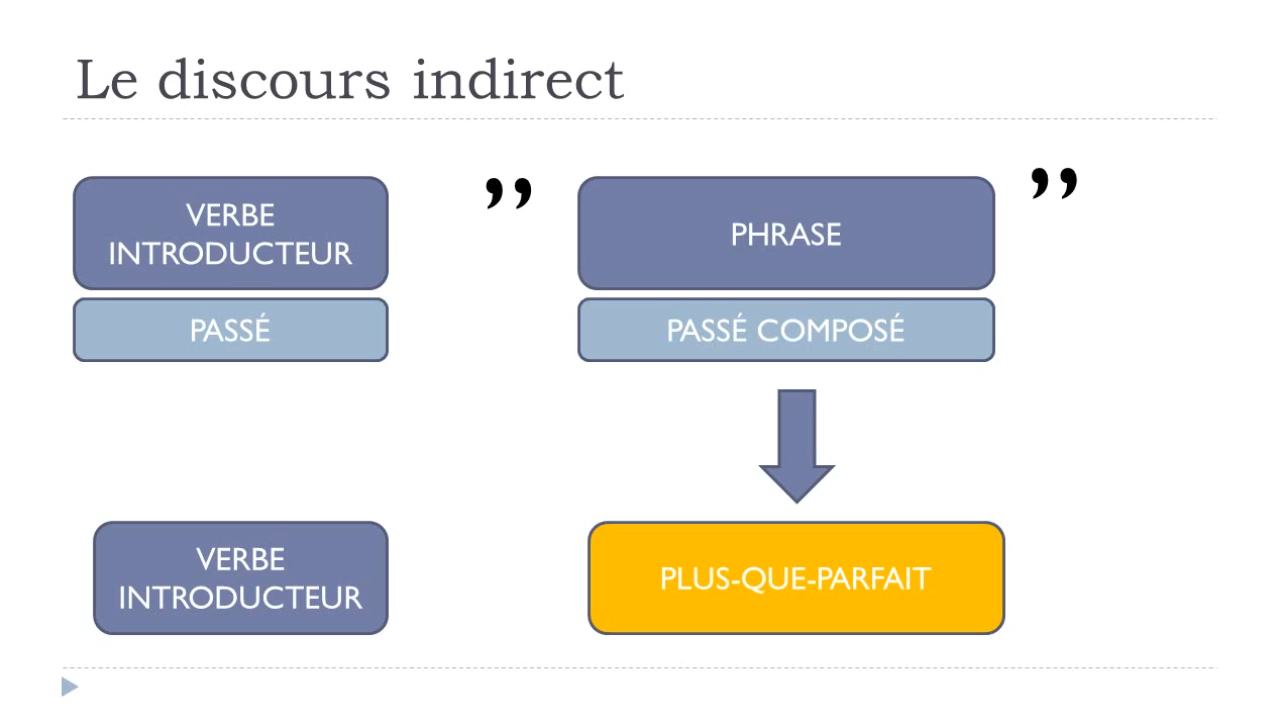 Le discours indirect
VERBE
INTRODUCTEUR
” PHRASE ”
PASSÉ
PASSÉ COMPOSÉ
VERBE
INTRODUCTEUR
PLUS-QUE-PARFAIT